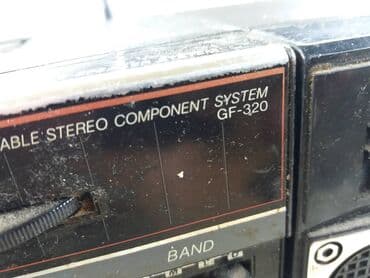 ABLE STEREO COMPONENT SYSTEM
GF-320
BAND